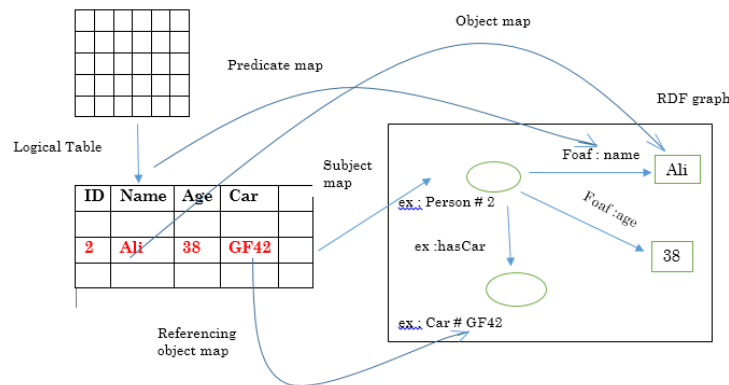 Object map
Predicate map
RDF graph
Logical Table
Foaf : name
Ali
Subject
map
ID Name Age Car
ex : Person # 2
Foaf :age
2 Ali 38 GF42
ex :hasCar
38
ex : Car # GF42
Referencing
object map